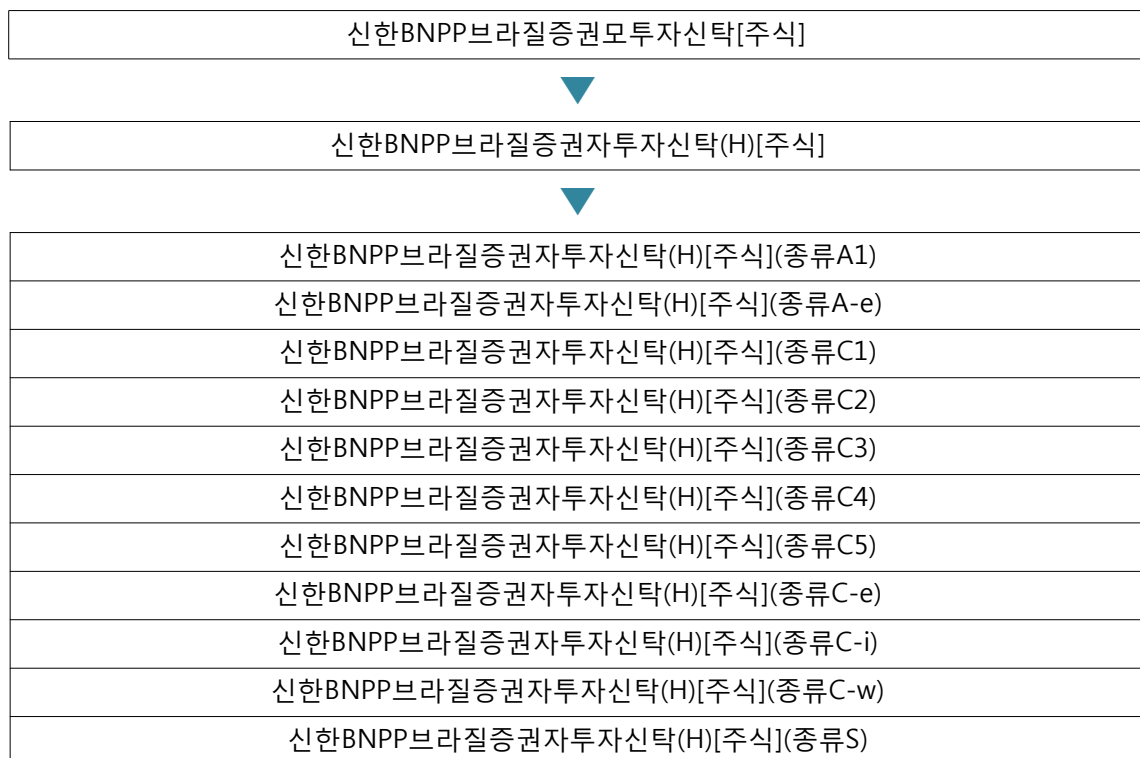 신한BNPP브라질증권모투자신탁[주식]
신한BNPP브라질증권자투자신탁(H)[주식]
신한BNPP브라질증권자투자신탁(H)[주식](종류A1)
신한BNPP브라질증권자투자신탁(H)[주식](종류A-e)
신한BNPP브라질증권자투자신탁(H)[주식](종류C1)
신한BNPP브라질증권자투자신탁(H)[주식](종류C2)
신한BNPP브라질증권자투자신탁(H)[주식](종류C3)
신한BNPP브라질증권자투자신탁(H)[주식](종류C4)
신한BNPP브라질증권자투자신탁(H)[주식](종류C5)
신한BNPP브라질증권자투자신탁(H)[주식](종류C-e)
신한BNPP브라질증권자투자신탁(H)[주식](종류C-i)
신한BNPP브라질증권자투자신탁(H)[주식](종류C-w)
신한BNPP브라질증권자투자신탁(H)[주식](종류S)